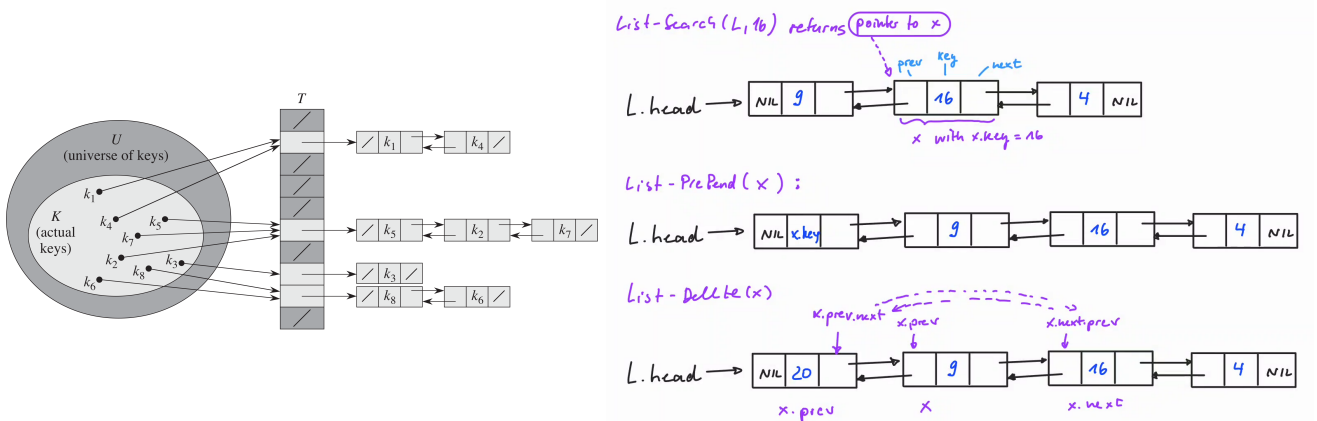 T
U
(universe of keys)
k1
K
(actual
keys)
k4
k5
k7
k2
k8
k3
k6
k1 k4
k5 k2 k7
k3
k8 k6
List-Search(L,16) returns pointer to x
prev key next
L.head NIL 9 16 4 NIL
x with x.key=16
List-PrePend(x):
L.head NIL x.key 9 16 4 NIL
List-Delete(x)
x.prev.next x.prev x.next.prev
L.head NIL 20 9 16 4 NIL
x.prev x x.next